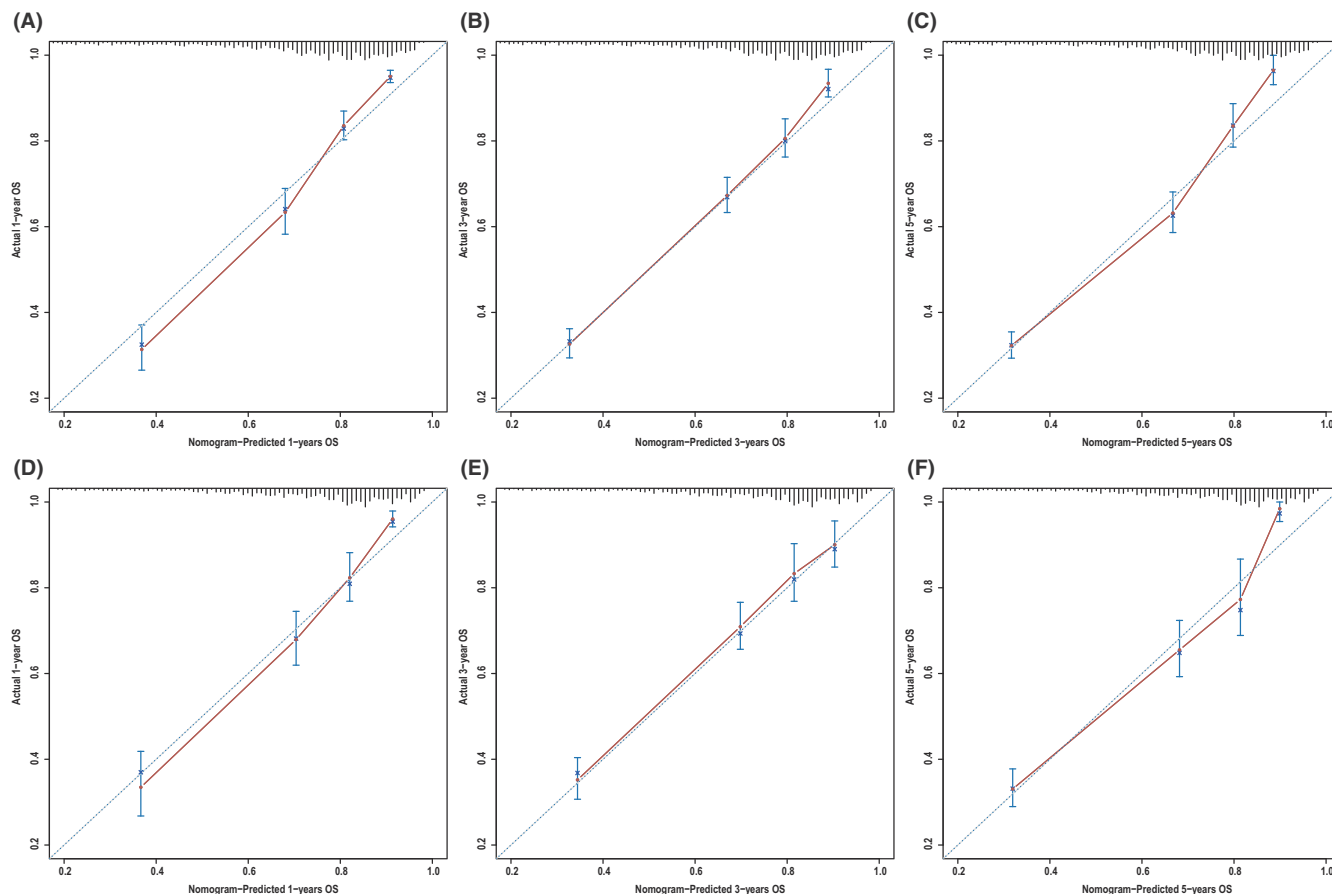 (A)
1.0
0.8
0.6
0.4
0.2
Actual 1−year OS
0.2 0.4 0.6 0.8 1.0
Nomogram−Predicted 1−years OS
(B)
1.0
0.8
0.6
0.4
0.2
Actual 3−year OS
0.2 0.4 0.6 0.8 1.0
Nomogram−Predicted 3−years OS
(C)
1.0
0.8
0.6
0.4
0.2
Actual 5−year OS
0.2 0.4 0.6 0.8 1.0
Nomogram−Predicted 5−years OS
(D)
1.0
0.8
0.6
0.4
0.2
Actual 1−year OS
0.2 0.4 0.6 0.8 1.0
Nomogram−Predicted 1−years OS
(E)
1.0
0.8
0.6
0.4
0.2
Actual 3−year OS
0.2 0.4 0.6 0.8 1.0
Nomogram−Predicted 3−years OS
(F)
1.0
0.8
0.6
0.4
0.2
Actual 5−year OS
0.2 0.4 0.6 0.8 1.0
Nomogram−Predicted 5−years OS